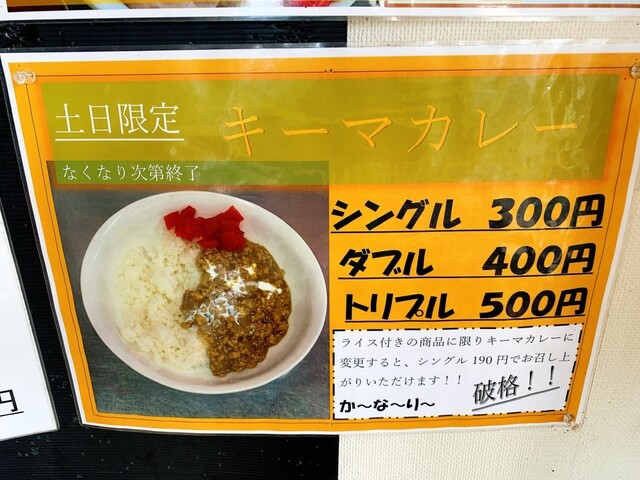 土日限定
キーマカレー
なくなり次第終了
シングル 300円
ダブル 400円
トリプル 500円
ライス付きの商品に限りキーマカレーに
変更すると、シングル190円でお召し上
がりいただけます！！
破格！！
か～な～り～
円